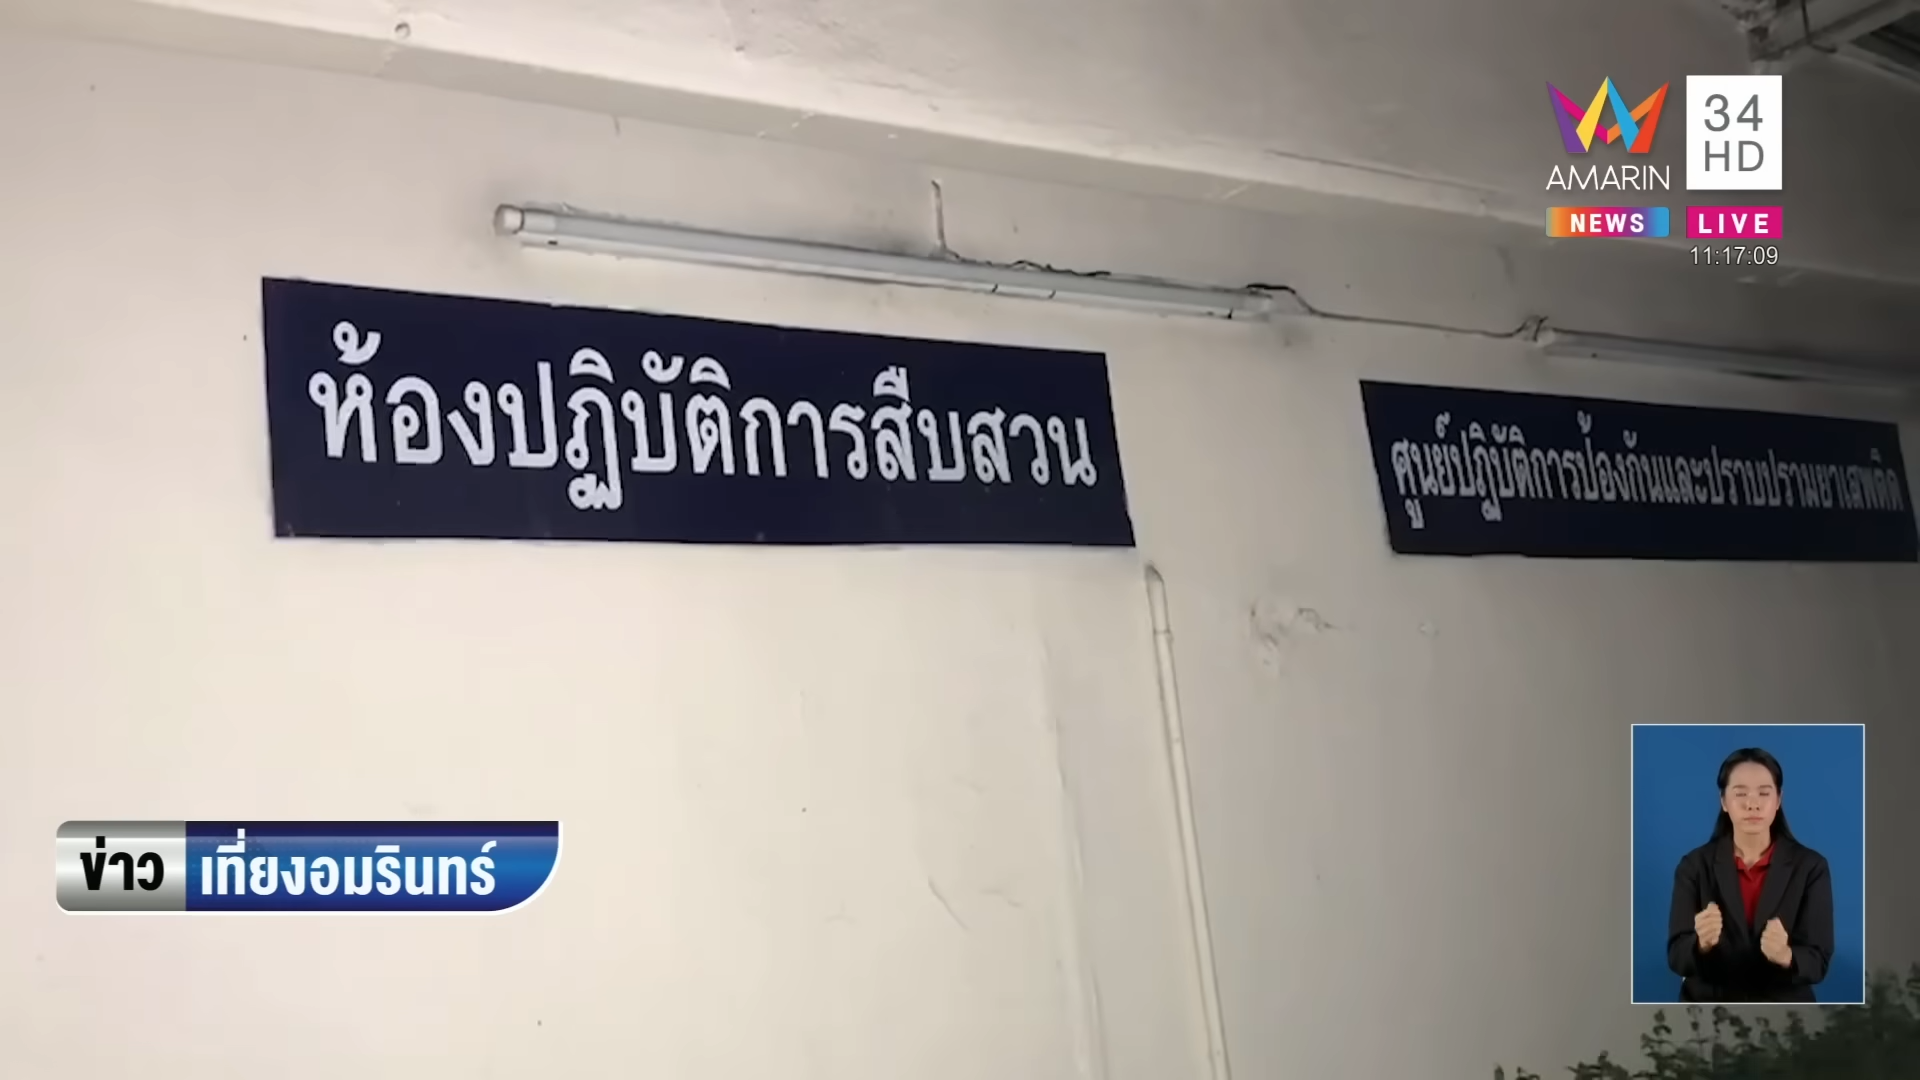 AMARIN
34
HD
NEWS
LIVE
11:17:09
ห้องปฏิบัติการสืบสวน
ศูนย์ปฏิบัติการป้องกันและปราบปรามยาเสพติด
ข่าว เที่ยงอมรินทร์